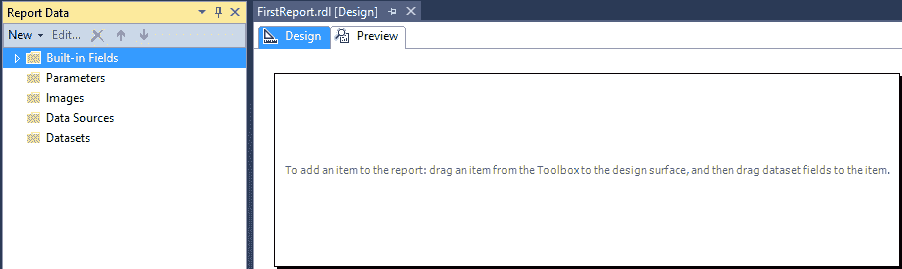 Report Data
New Edit...
Built-in Fields
Parameters
Images
Data Sources
Datasets
FirstReport.rdl [Design]
Design Preview
To add an item to the report: drag an item from the Toolbox to the design surface, and then drag dataset fields to the item.